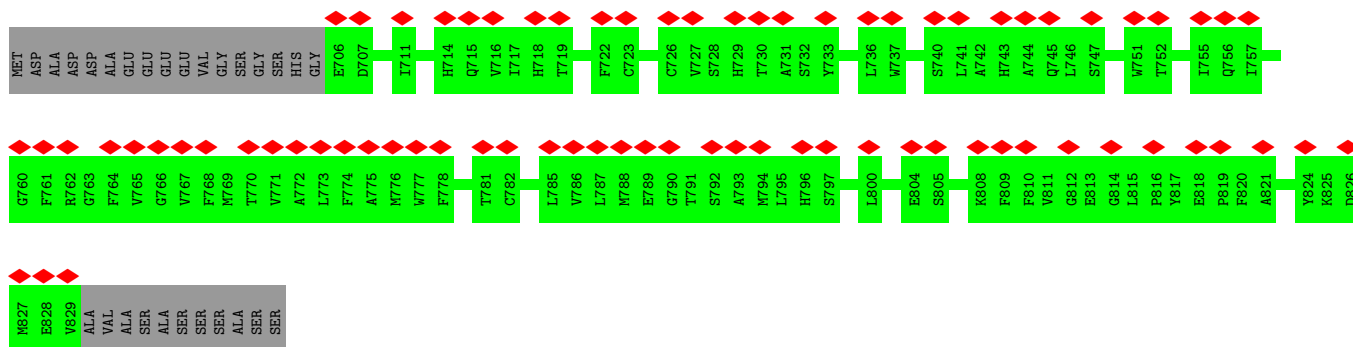 MET ASP ALA ASP ASP ALA GLU GLU GLU GLU VAL GLY SER GLY SER HIS GLY E706 D707 I711 H714 Q715 V716 I717 H718 T719 F722 C723 C726 V727 S728 H729 T730 A731 S732 Y733 L736 W737 S740 L741 A742 H743 A744 Q745 L746 S747 W751 T752 I755 Q756 I757
G760 F761 R762 G763 F764 V765 G766 V767 F768 M769 T770 V771 A772 L773 F774 A775 M776 W777 F778 T781 C782 L785 V786 L787 M788 E789 G790 T791 S792 A793 M794 L795 H796 S797 L800 E804 S805 K808 F809 F810 V811 G812 E813 G814 L815 P816 Y817 E818 P819 F820 A821 Y824 K825 D826
M827 E828 V829 ALA VAL ALA SER ALA SER SER SER ALA SER SER